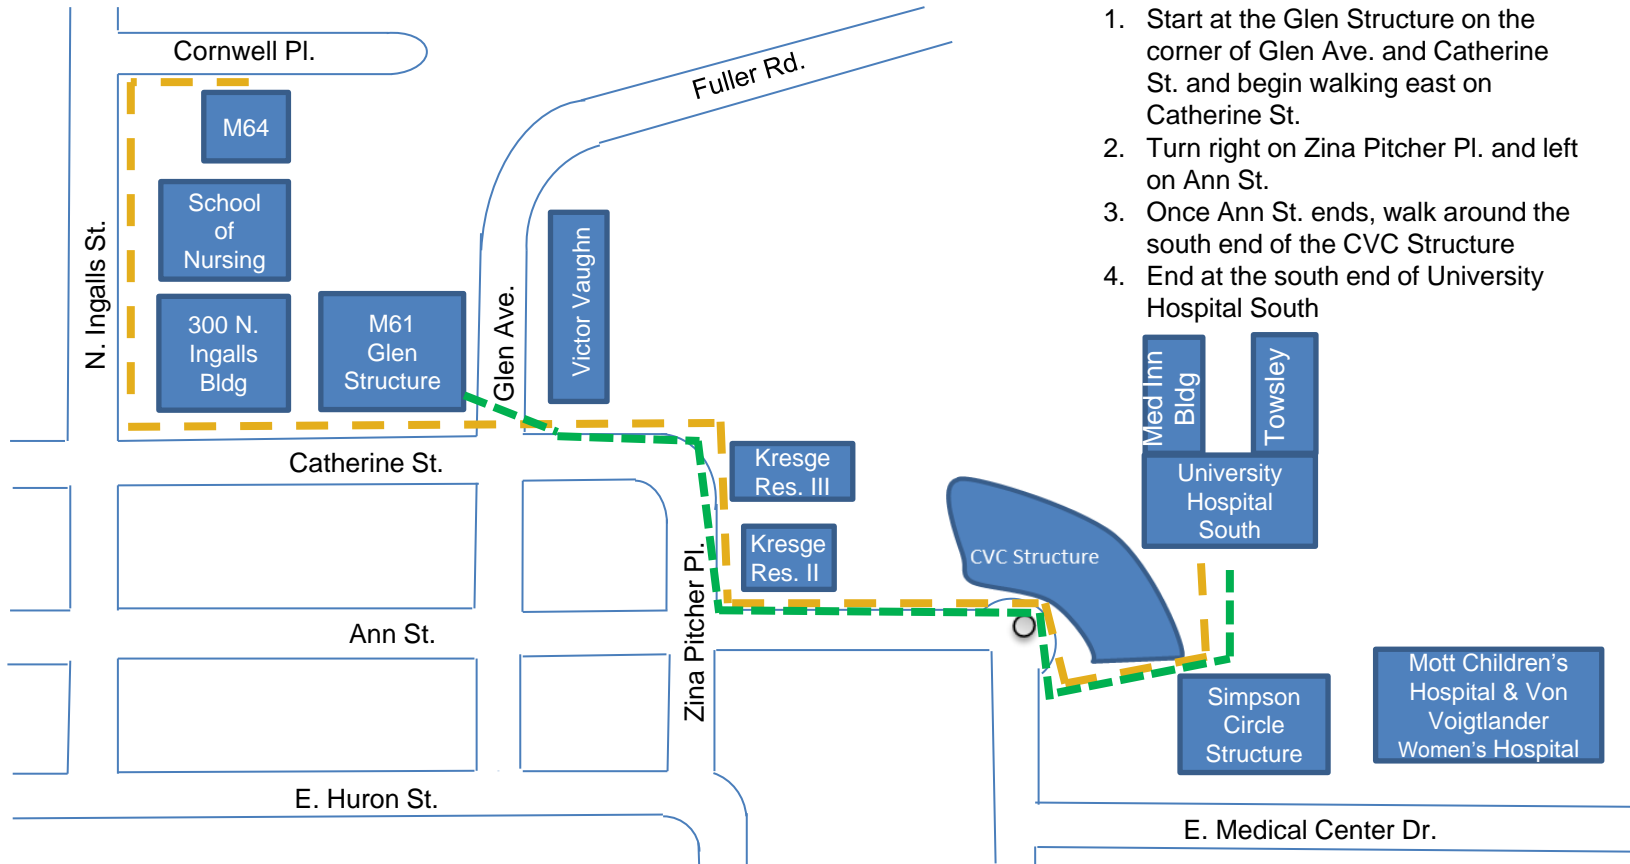 Cornwell Pl.
Fuller Rd.
1. Start at the Glen Structure on the
corner of Glen Ave. and Catherine
St. and begin walking east on
Catherine St.
2. Turn right on Zina Pitcher Pl. and left
on Ann St.
3. Once Ann St. ends, walk around the
south end of the CVC Structure
4. End at the south end of University
Hospital South
M64
School
of
Nursing
N. Ingalls St.
300 N.
Ingalls
Bldg
M61
Glen
Structure
Glen Ave.
Victor Vaughn
Med Inn
Bldg
Towsley
Catherine St.
Kresge
Res. III
University
Hospital
South
Kresge
Res. II
CVC Structure
Ann St.
Zina Pitcher Pl.
Simpson
Circle
Structure
Mott Children's
Hospital & Von
Voigtlander
Women's Hospital
E. Huron St.
E. Medical Center Dr.